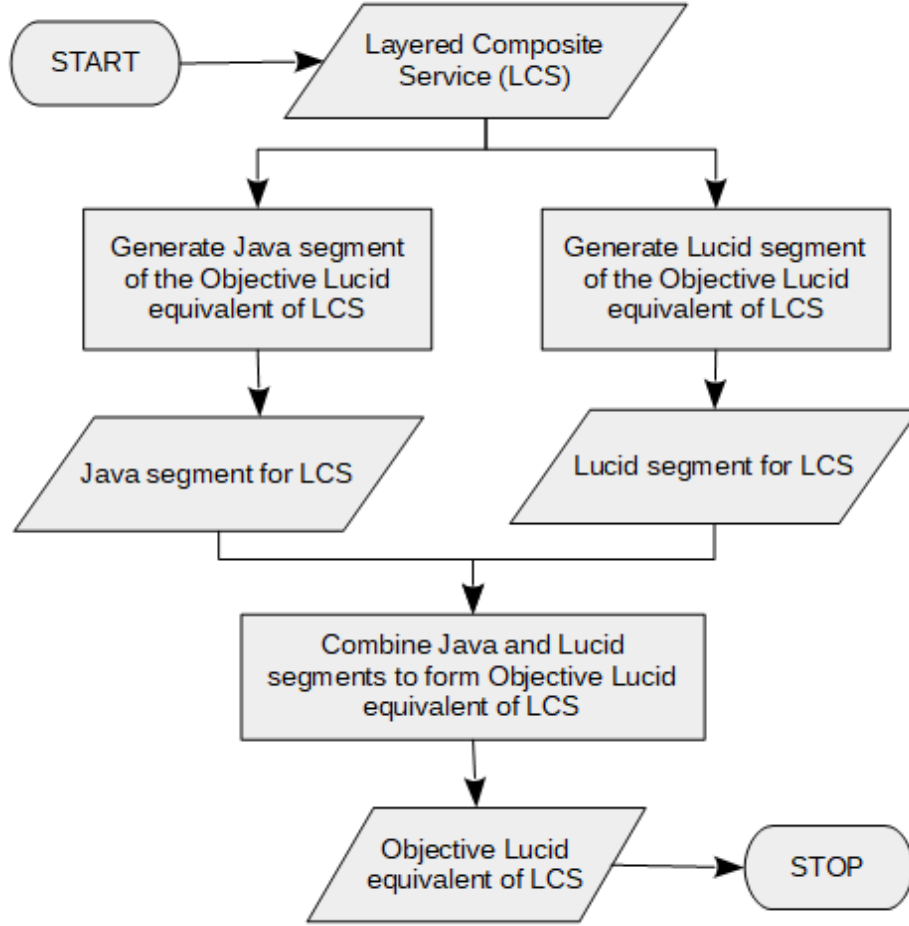 START
Layered Composite
Service (LCS)
Generate Java segment
of the Objective Lucid
equivalent of LCS
Generate Lucid segment
of the Objective Lucid
equivalent of LCS
Java segment for LCS
Lucid segment for LCS
Combine Java and Lucid
segments to form Objective Lucid
equivalent of LCS
Objective Lucid
equivalent of LCS
STOP